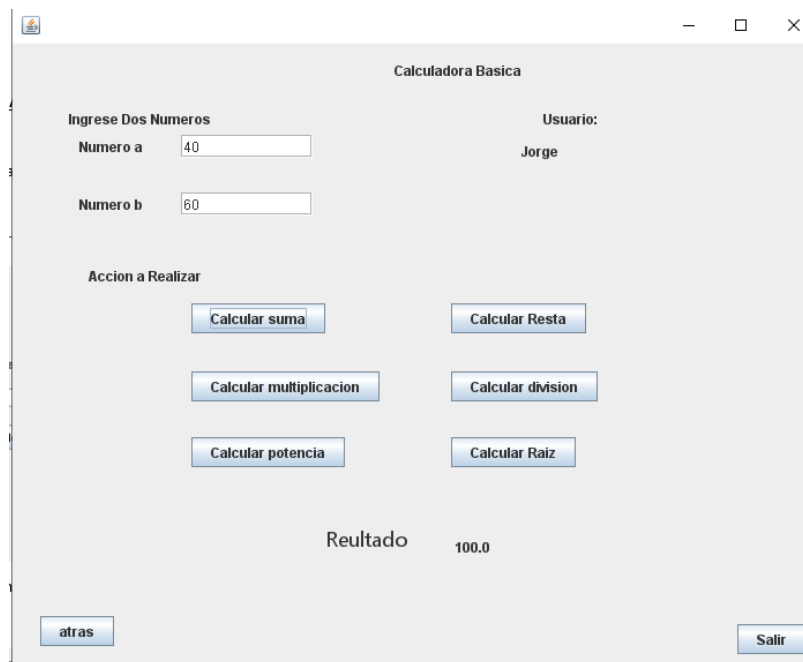 Calculadora Basica
Ingrese Dos Numeros
Usuario:
Numero a
40
Jorge
Numero b
60
Accion a Realizar
Calcular suma
Calcular Resta
Calcular multiplicacion
Calcular division
Calcular potencia
Calcular Raiz
Reultado
100.0
atras
Salir